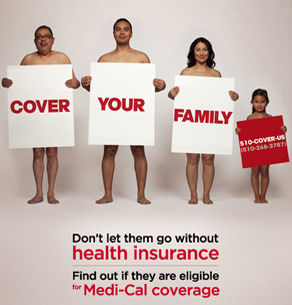 COVER
YOUR
FAMILY
510-COVER-US
(510-268-3787)
Don't let them go without
health insurance
Find out if they are eligible
for Medi-Cal coverage